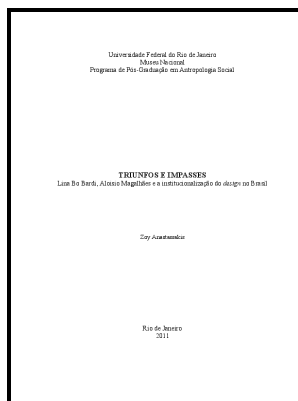 Universidade Federal do Rio de Janeiro
Museu Nacional
Programa de Pós-Graduação em Antropologia Social
TRIUNFOS E IMPASSES
Lina Bo Bardi, Aloisio Magalhães e a institucionalização do design no Brasil
Zoy Anastassakis
Rio de Janeiro
2011